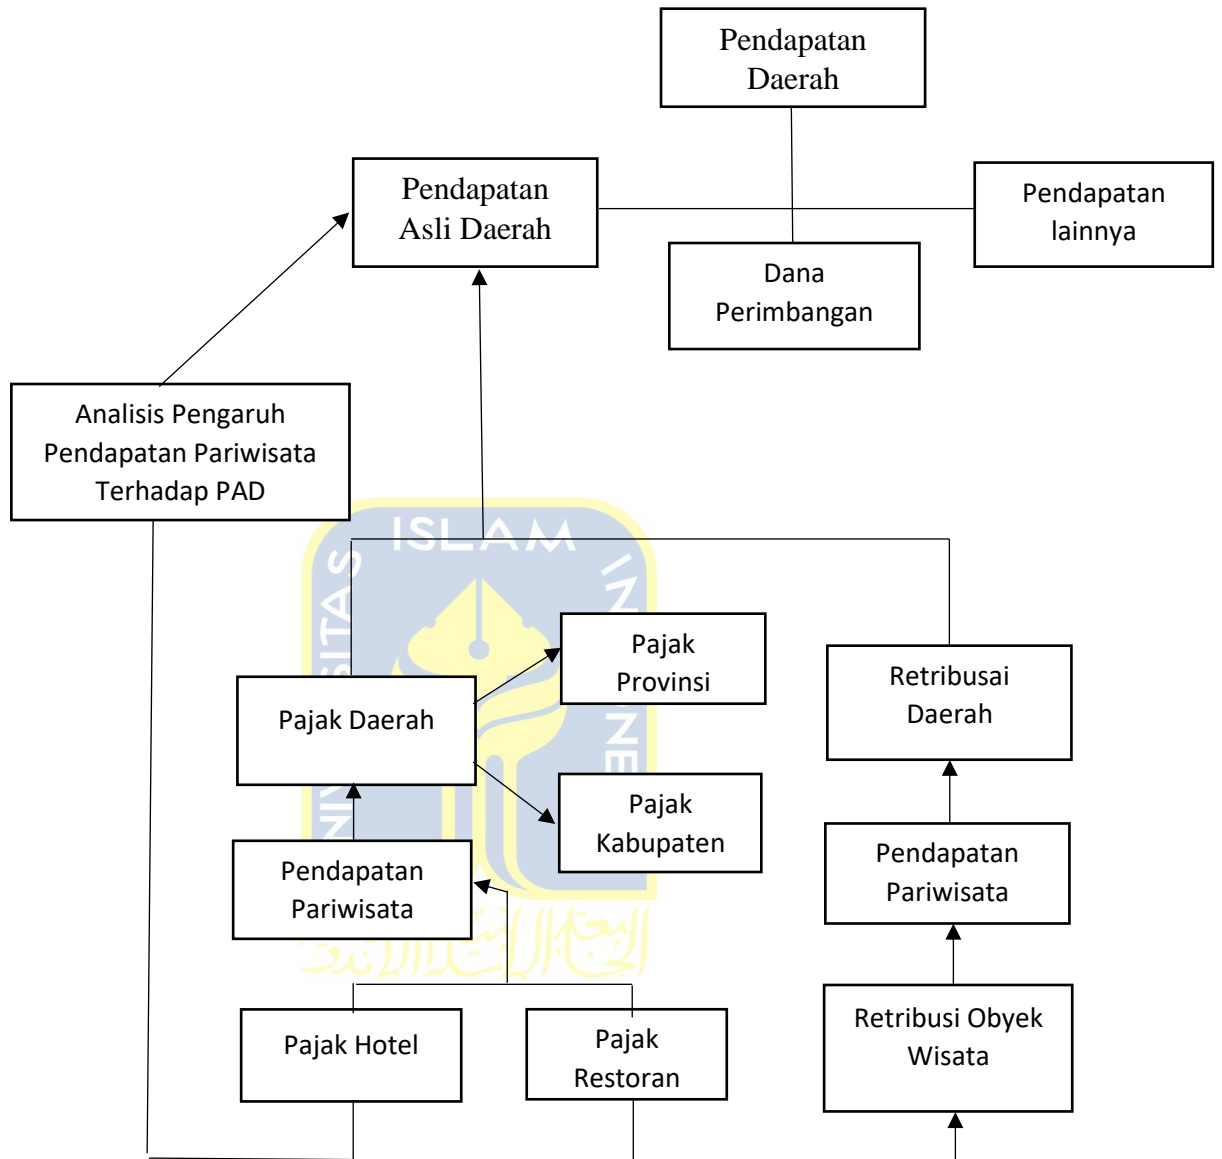 Pendapatan
Daerah
Pendapatan
Asli Daerah
Pendapatan
lainnya
Dana
Perimbangan
Analisis Pengaruh
Pendapatan Pariwisata
Terhadap PAD
ISLAM
Pajak
Provinsi
Retribusai
Daerah
Pajak Daerah
Pajak
Kabupaten
Pendapatan
Pariwisata
Pendapatan
Pariwisata
Pajak Hotel
Pajak
Restoran
Retribusi Obyek
Wisata